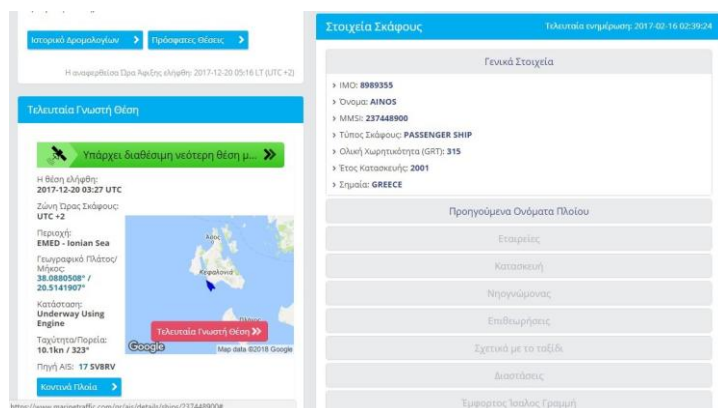 Ιστορικό Δρομολογίων
Πρόσφατες Θέσεις
Η αναφερθείσα Ώρα Άφιξης ελήφθη: 2017-12-20 05:16 LT (UTC +2)
Τελευταία Γνωστή Θέση
Υπάρχει διαθέσιμη νεότερη θέση μ...
Η θέση ελήφθη:
2017-12-20 03:27 UTC
Ζώνη Ώρας Σκάφους:
UTC +2
Περιοχή:
EMED - Ionian Sea
Γεωγραφικό Πλάτος/
Μήκος:
38.0880508° /
20.5141907°
Κατάσταση:
Underway Using
Engine
Ταχύτητα/Πορεία:
10.1kn / 323°
Πηγή AIS: 17 SV8RV
Κοντινά Πλοία
Κεφαλονιά
Τελευταία Γνωστή Θέση
Google
Map data ©2018 Google
https://www.marinetraffic.com/gr/ais/details/ships/237448900#
Στοιχεία Σκάφους
Τελευταία ενημέρωση: 2017-02-16 02:39:24
Γενικά Στοιχεία
IMO: 8989355
Όνομα: AINOS
MMSI: 237448900
Τύπος Σκάφους: PASSENGER SHIP
Ολική Χωρητικότητα (GRT): 315
Έτος Κατασκευής: 2001
Σημαία: GREECE
Προηγούμενα Ονόματα Πλοίου
Εταιρείες
Κατασκευή
Νηογνώμονας
Επιθεωρήσεις
Σχετικά με το ταξίδι
Διαστάσεις
Έμφορτος Ίσαλος Γραμμή